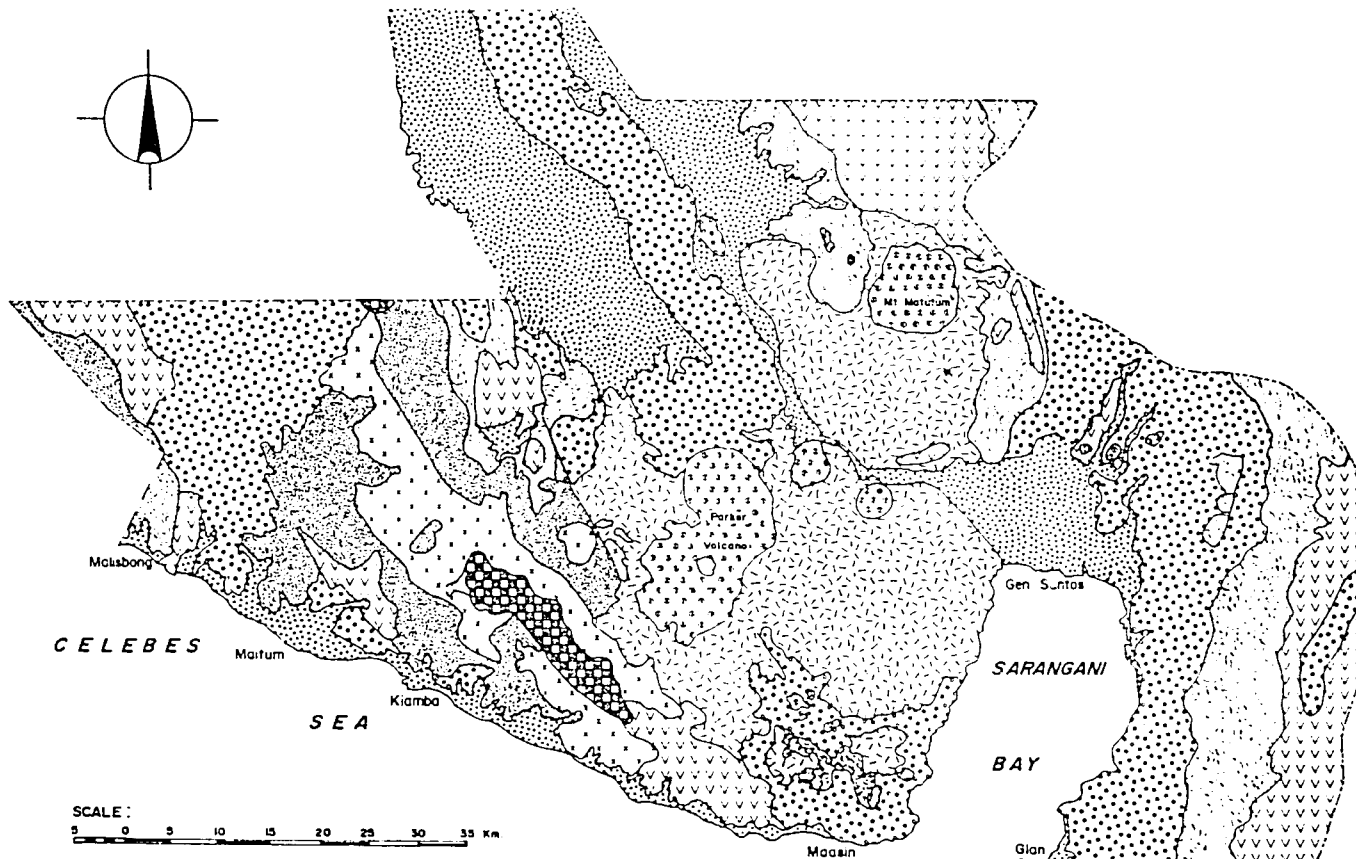 Mt Matutum
Parker
Volcano
Malisbong
Gen Santos
CELEBES
Maitum
SARANGANI
Kiamba
SEA
BAY
SCALE:
5 0 5 10 15 20 25 30 35 Km
Maasin
Glan